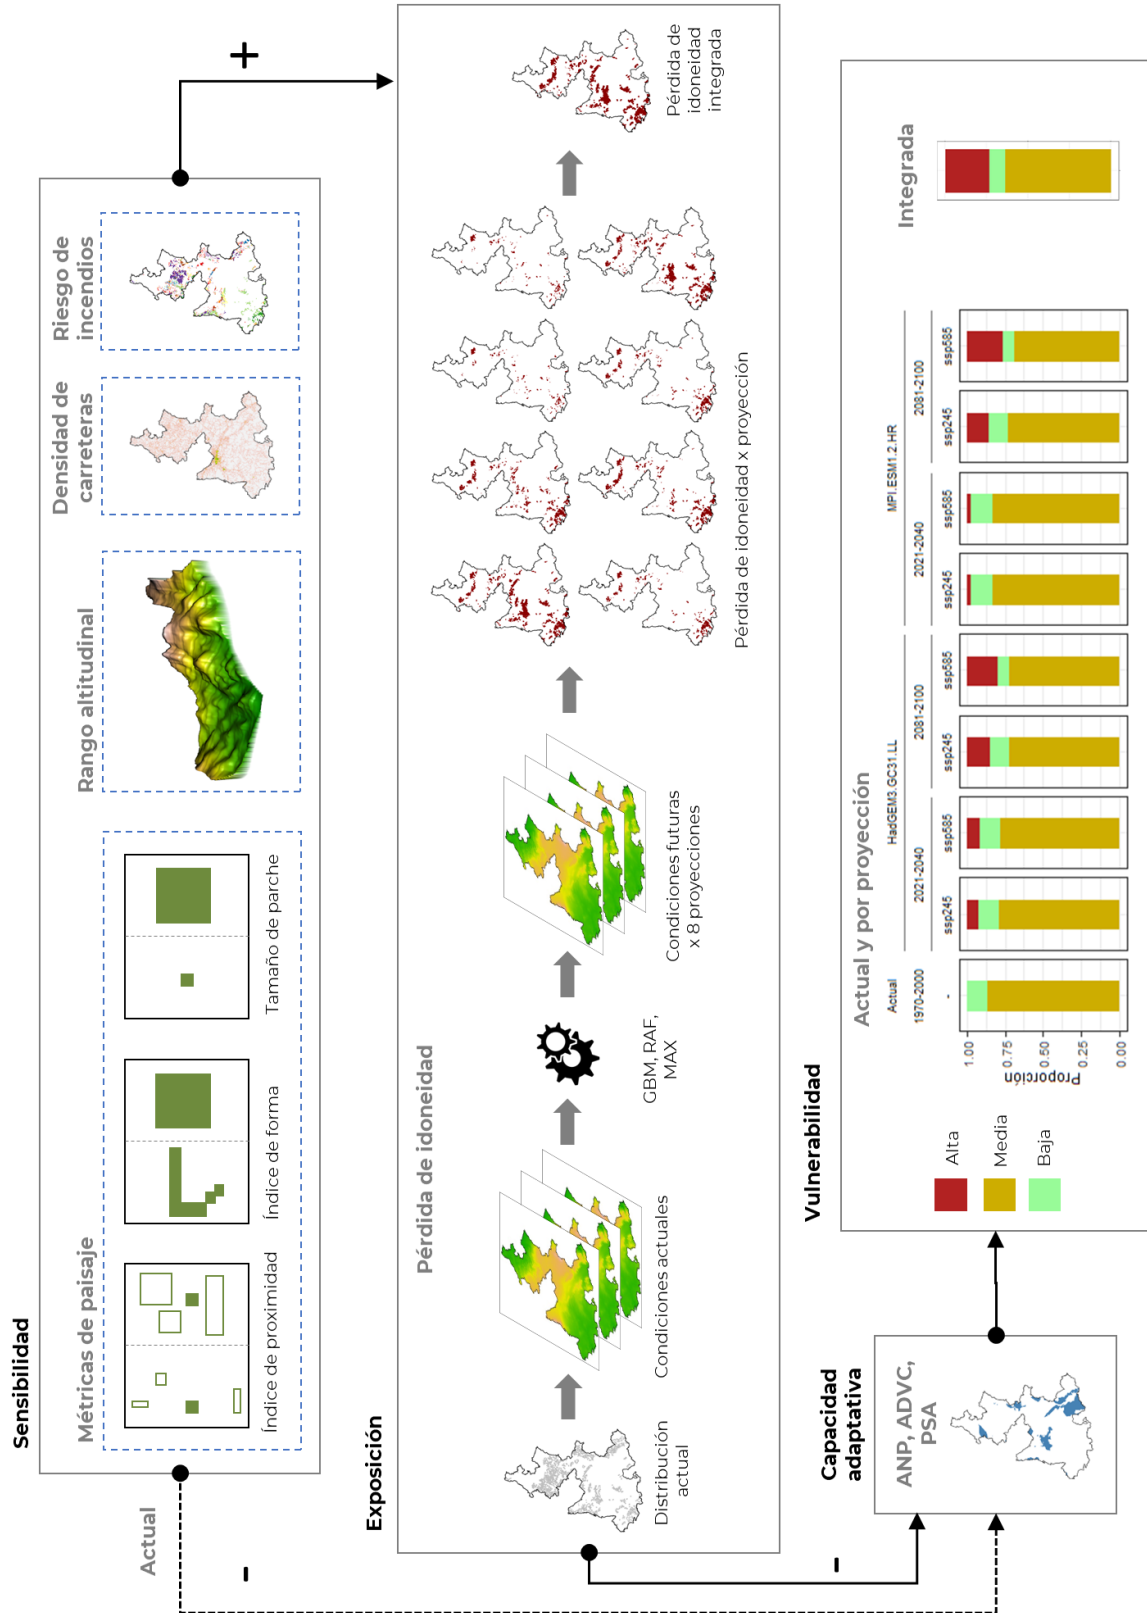 Sensibilidad
Actual
-
Métricas de paisaje
Índice de proximidad
Índice de forma
Tamaño de parche
Rango altitudinal
Densidad de
carreteras
Riesgo de
incendios
+
Exposición
Pérdida de idoneidad
Distribución
actual
Condiciones actuales
GBM, RAF,
MAX
Condiciones futuras
x 8 proyecciones
Pérdida de idoneidad x proyección
Pérdida de
idoneidad
integrada
-
Capacidad
adaptativa
ANP, ADVC,
PSA
Vulnerabilidad
Alta
Media
Baja
Actual y por proyección
Actual
HadGEM3.GC31.LL
MPI.ESM1.2.HR
1970-2000
2021-2040
2081-2100
2021-2040
2081-2100
-
ssp245
ssp585
ssp245
ssp585
ssp245
ssp585
ssp245
ssp585
Proporción
1.00
0.75
0.50
0.25
0.00
Integrada